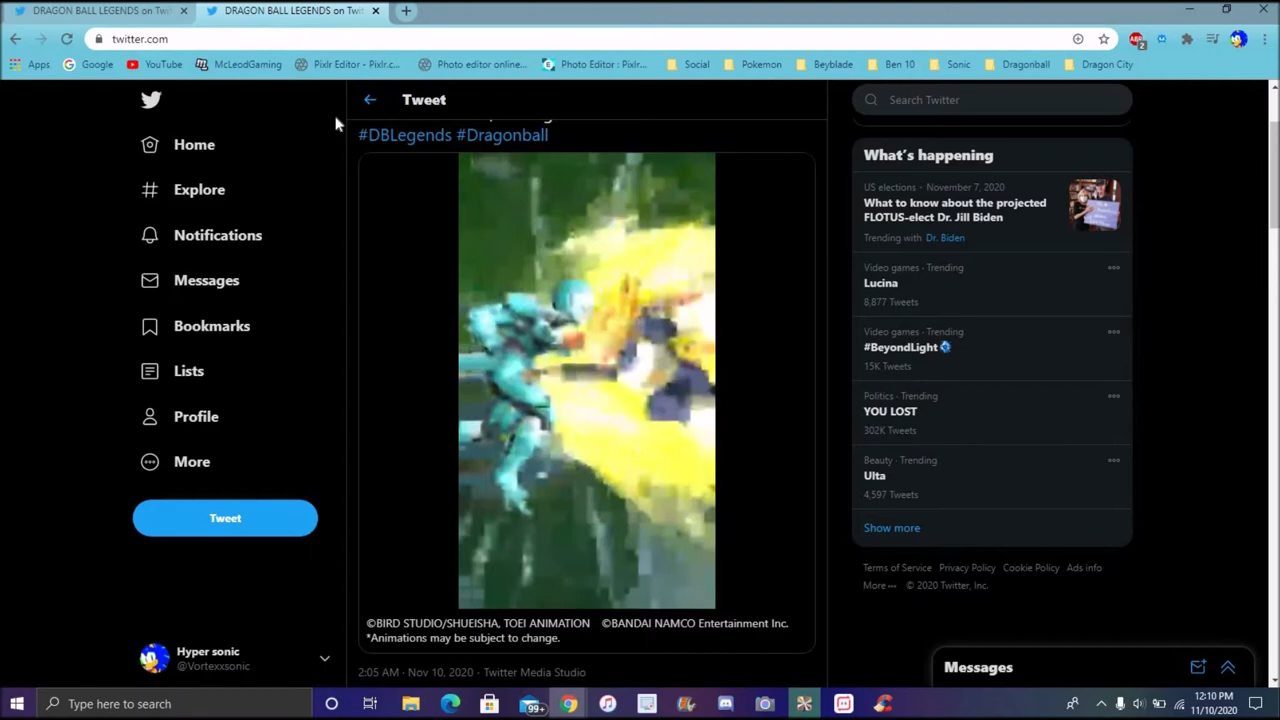 DRAGON BALL LEGENDS on Twit
DRAGON BALL LEGENDS on Twit
twitter.com
Apps
Google
YouTube
McLeodGaming
Pixlr Editor - Pixlr.c...
Photo editor online...
Photo Editor : Pixlr...
Social
Pokemon
Beyblade
Ben 10
Sonic
Dragonball
Dragon City
Home
Explore
Notifications
Messages
Bookmarks
Lists
Profile
More
Tweet
Hyper sonic
@Vortexxsonic
Tweet
#DBLegends #Dragonball
©BIRD STUDIO/SHUEISHA, TOEI ANIMATION ©BANDAI NAMCO Entertainment Inc.
*Animations may be subject to change.
2:05 AM · Nov 10, 2020 · Twitter Media Studio
Search Twitter
What's happening
US elections · November 7, 2020
What to know about the projected
FLOTUS-elect Dr. Jill Biden
Trending with Dr. Biden
Video games · Trending
Lucina
8,877 Tweets
Video games · Trending
#BeyondLight
15K Tweets
Politics · Trending
YOU LOST
302K Tweets
Beauty · Trending
Ulta
4,597 Tweets
Show more
Terms of Service Privacy Policy Cookie Policy Ads info
More ··· © 2020 Twitter, Inc.
Messages
Type here to search
99+
12:10 PM
11/10/2020